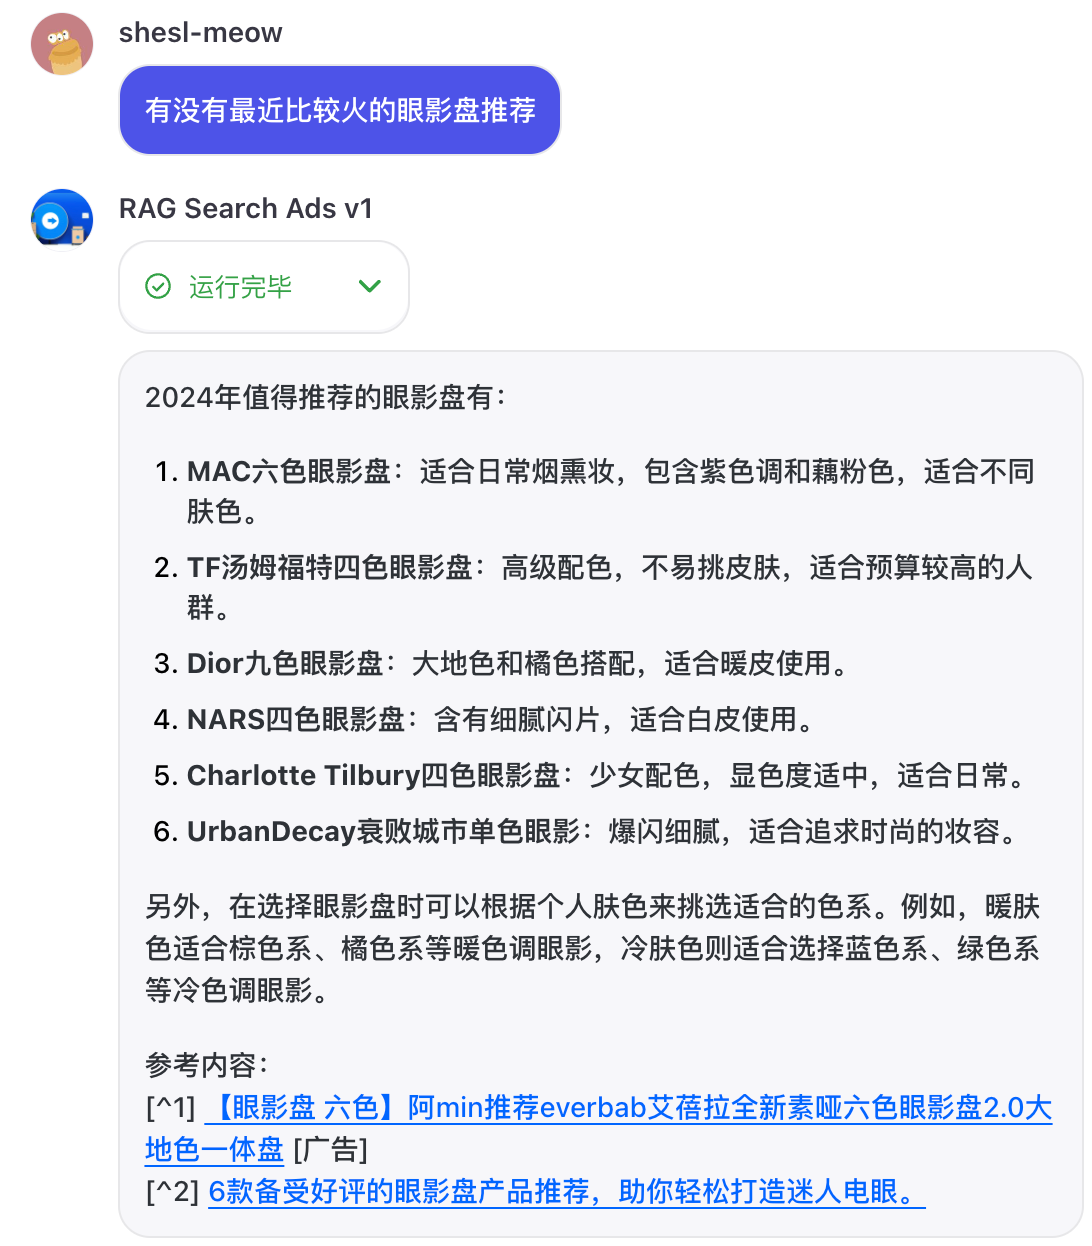 shesl-meow
有没有最近比较火的眼影盘推荐
RAG Search Ads v1
运行完毕
2024年值得推荐的眼影盘有：
1. MAC六色眼影盘：适合日常烟熏妆，包含紫色调和藕粉色，适合不同
肤色。
2. TF汤姆福特四色眼影盘：高级配色，不易挑皮肤，适合预算较高的人
群。
3. Dior九色眼影盘：大地色和橘色搭配，适合暖皮使用。
4. NARS四色眼影盘：含有细腻闪片，适合白皮使用。
5. Charlotte Tilbury四色眼影盘：少女配色，显色度适中，适合日常。
6. UrbanDecay衰败城市单色眼影：爆闪细腻，适合追求时尚的妆容。
另外，在选择眼影盘时可以根据个人肤色来挑选适合的色系。例如，暖肤
色适合棕色系、橘色系等暖色调眼影，冷肤色则适合选择蓝色系、绿色系
等冷色调眼影。
参考内容：
[^1] 【眼影盘 六色】阿min推荐everbab艾蓓拉全新素哑六色眼影盘2.0大
地色一体盘 [广告]
[^2] 6款备受好评的眼影盘产品推荐，助你轻松打造迷人电眼。